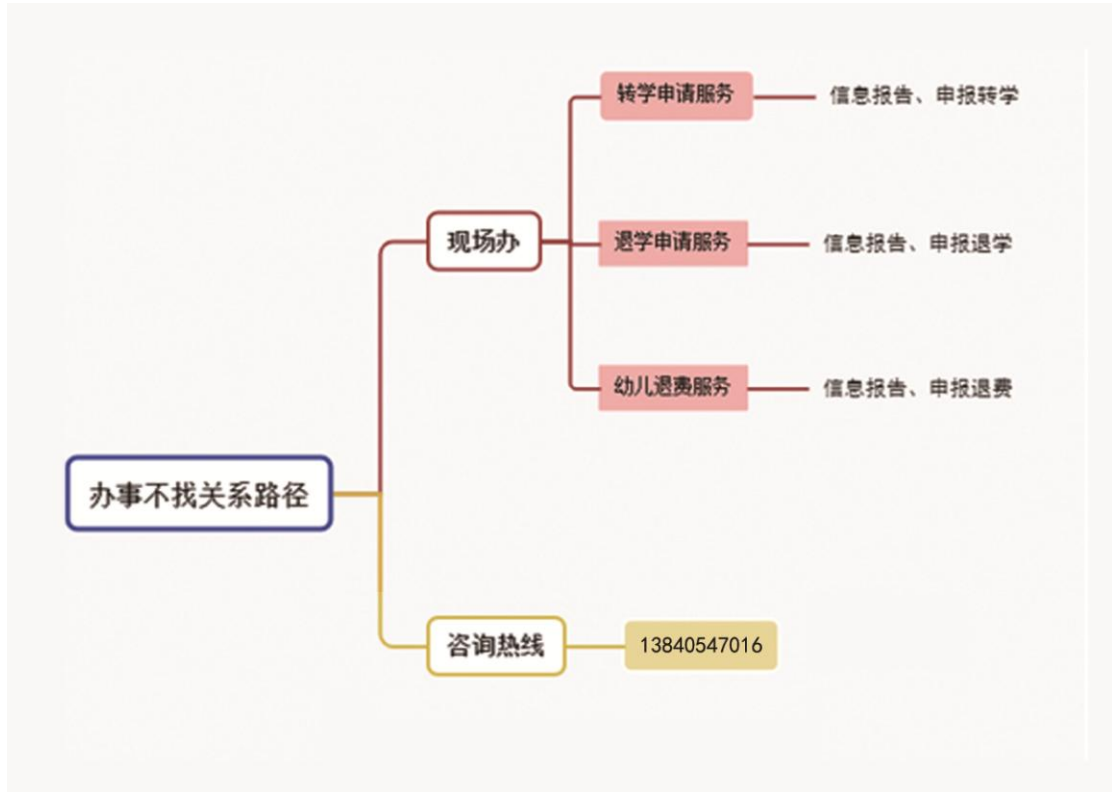 转学申请服务
信息报告、申报转学
现场办
退学申请服务
信息报告、申报退学
幼儿退费服务
信息报告、申报退费
办事不找关系路径
咨询热线
13840547016